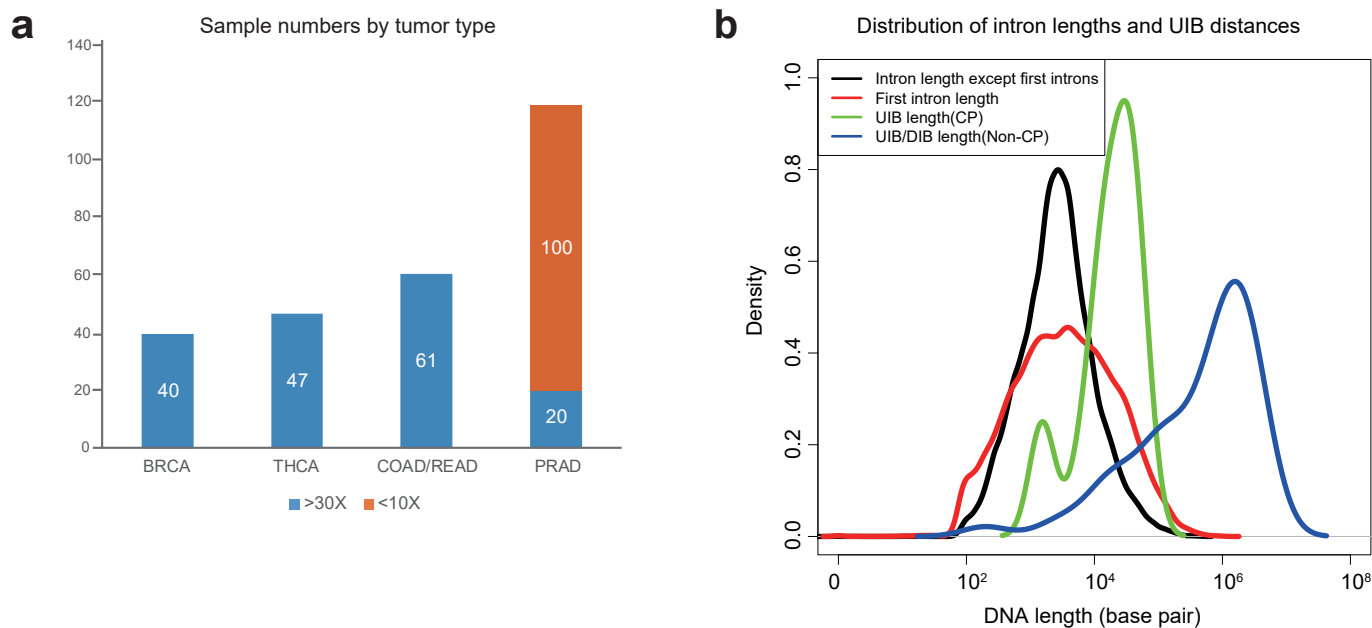 a
Sample numbers by tumor type
140
120
100
80
60
40
20
0
40
47
61
100
20
BRCA
THCA
COAD/READ
PRAD
>30X
<10X
b
Distribution of intron lengths and UIB distances
Intron length except first introns
First intron length
UIB length(CP)
UIB/DIB length(Non-CP)
Density
1.0
0.8
0.6
0.4
0.2
0.0
0
10²
10⁴
10⁶
10⁸
DNA length (base pair)